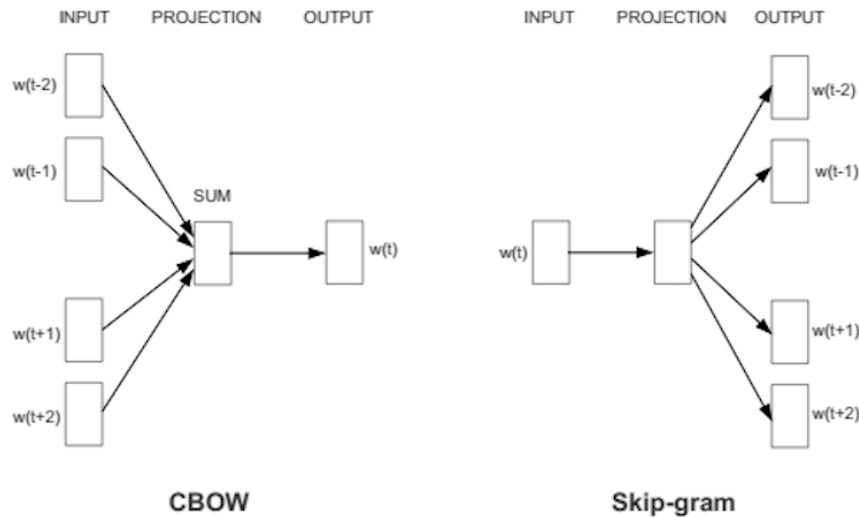 INPUT PROJECTION OUTPUT
w(t-2)
w(t-1)
SUM
w(t)
w(t+1)
w(t+2)
CBOW
INPUT PROJECTION OUTPUT
w(t-2)
w(t-1)
w(t)
w(t+1)
w(t+2)
Skip-gram